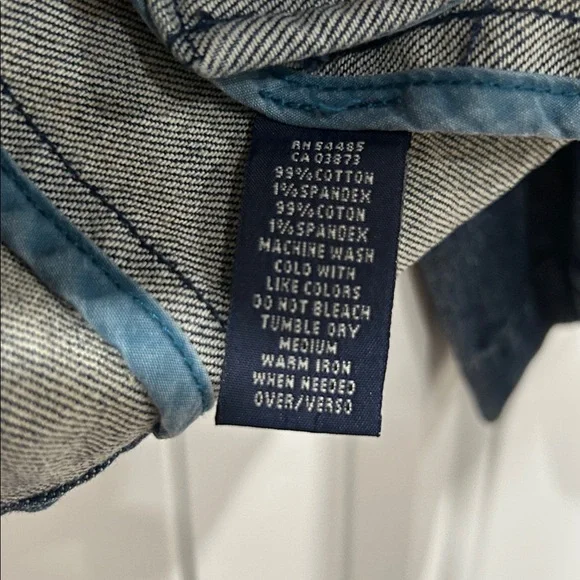 RN 54485
CA 03873
99% COTTON
1% SPANDEX
99% COTON
1% SPANDEX
MACHINE WASH
COLD WITH
LIKE COLORS
DO NOT BLEACH
TUMBLE DRY
MEDIUM
WARM IRON
WHEN NEEDED
OVER/VERSO